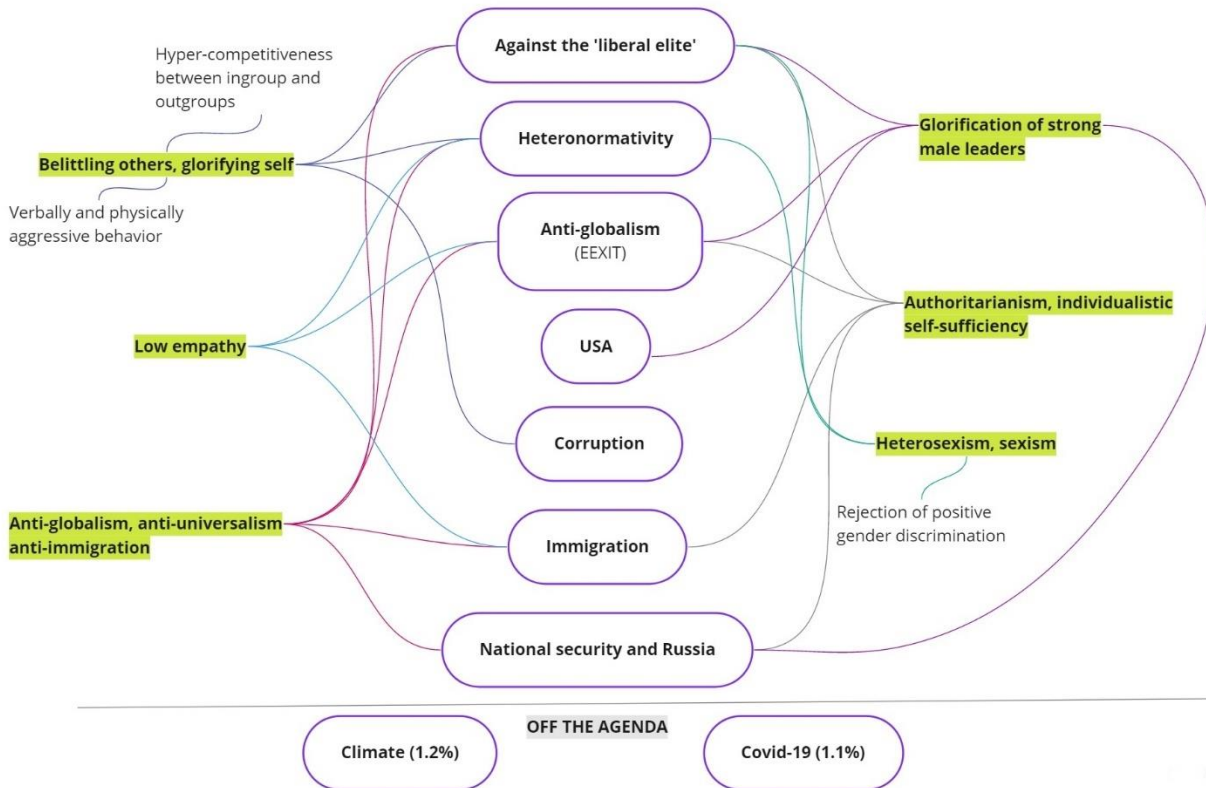 Against the 'liberal elite'
Hyper-competitiveness
between ingroup and
outgroups
Glorification of strong
male leaders
Heteronormativity
Belittling others, glorifying self
Verbally and physically
aggressive behavior
Anti-globalism
(EEXIT)
Authoritarianism, individualistic
self-sufficiency
Low empathy
USA
Corruption
Heterosexism, sexism
Rejection of positive
gender discrimination
Anti-globalism, anti-universalism
anti-immigration
Immigration
National security and Russia
OFF THE AGENDA
Climate (1.2%)
Covid-19 (1.1%)